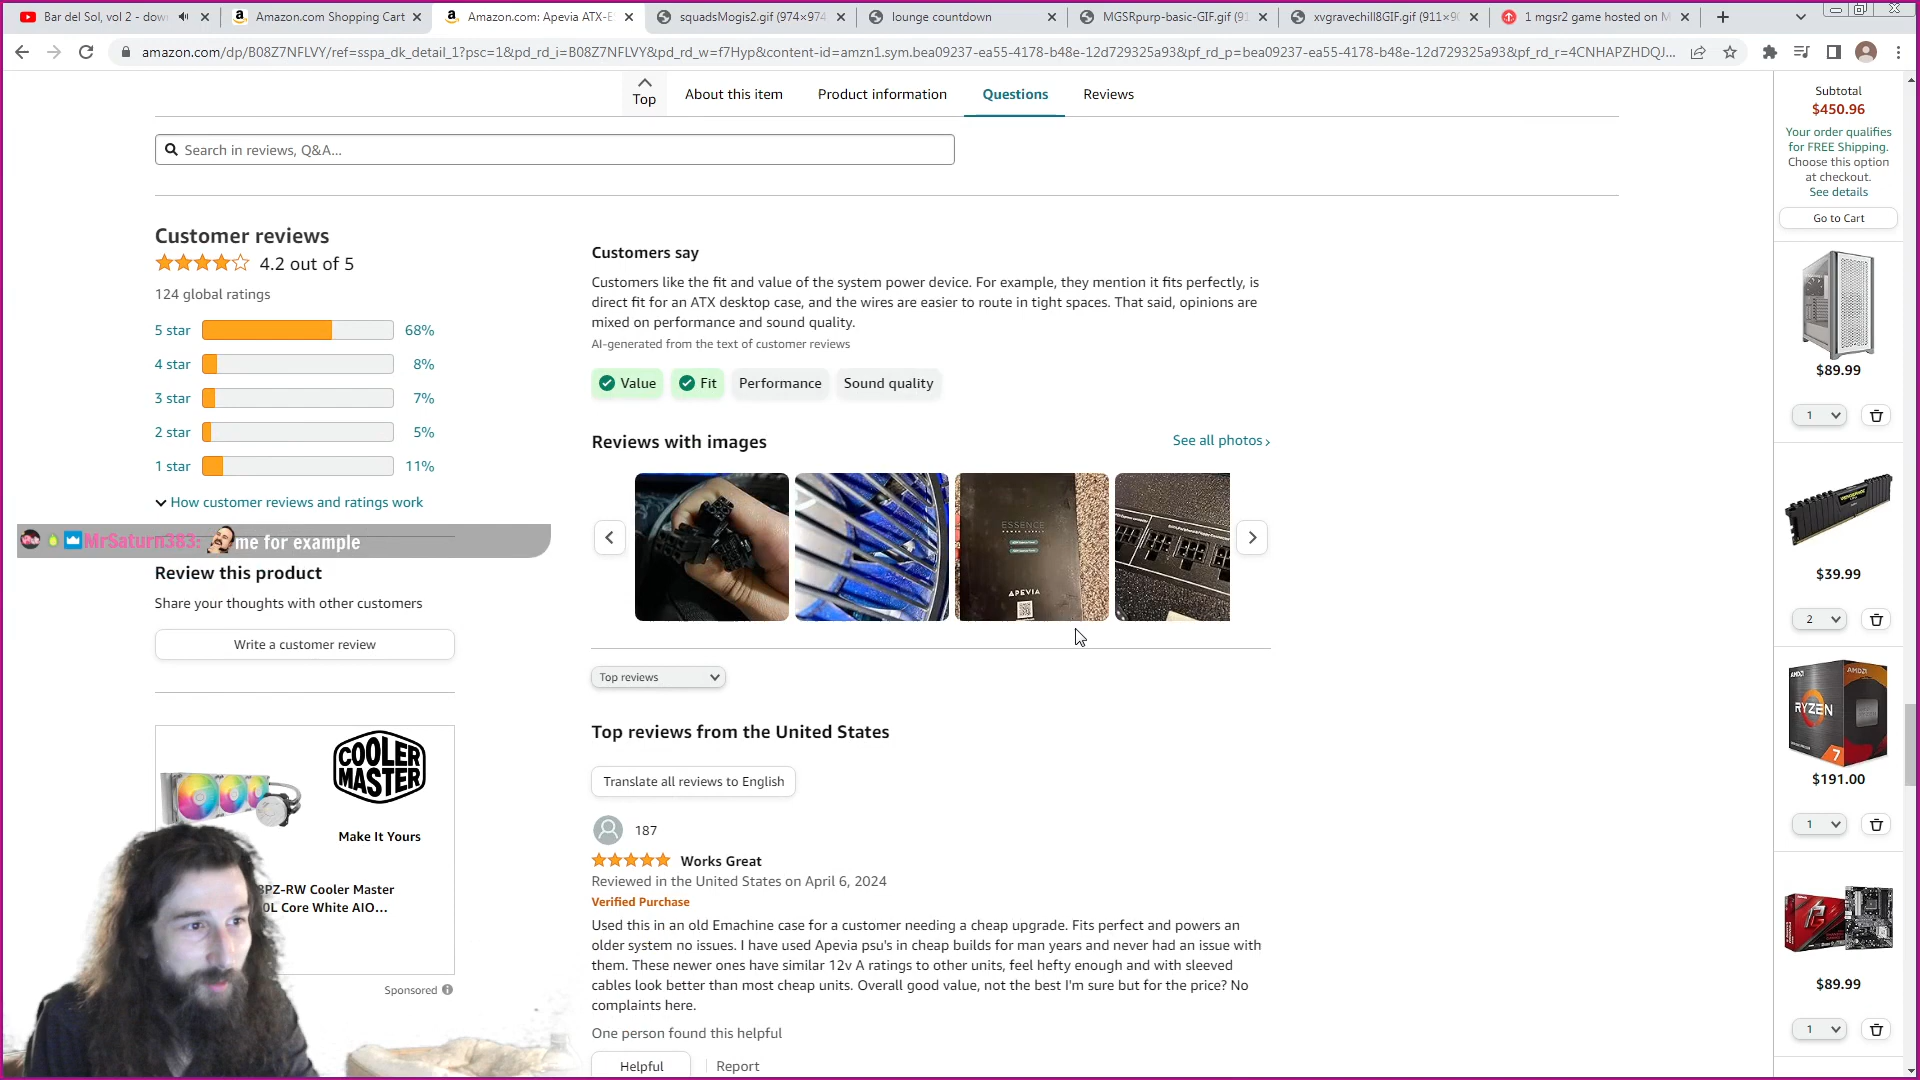 Bar del Sol, vol 2 - dow
Amazon.com Shopping Cart
Amazon.com: Apevia ATX-E
squadsMogis2.gif (974×974
lounge countdown
MGSRpurp-basic-GIF.gif (91
xvgravechill8GIF.gif (911×90
1 mgsr2 game hosted on M
amazon.com/dp/B08Z7NFLVY/ref=sspa_dk_detail_1?psc=1&pd_rd_i=B08Z7NFLVY&pd_rd_w=f7Hyp&content-id=amzn1.sym.bea09237-ea55-4178-b48e-12d729325a93&pf_rd_p=bea09237-ea55-4178-b48e-12d729325a93&pf_rd_r=4CNHAPZHDQJ...
Top
About this item
Product information
Questions
Reviews
Search in reviews, Q&A...
Customer reviews
4.2 out of 5
124 global ratings
5 star 68%
4 star 8%
3 star 7%
2 star 5%
1 star 11%
How customer reviews and ratings work
MrSaturn383: me for example
Review this product
Share your thoughts with other customers
Write a customer review
COOLER
MASTER
Make It Yours
BPZ-RW Cooler Master
0L Core White AIO...
Sponsored
Customers say
Customers like the fit and value of the system power device. For example, they mention it fits perfectly, is
direct fit for an ATX desktop case, and the wires are easier to route in tight spaces. That said, opinions are
mixed on performance and sound quality.
AI-generated from the text of customer reviews
Value
Fit
Performance
Sound quality
Reviews with images
See all photos ›
ESSENCE
APEVIA
Top reviews
Top reviews from the United States
Translate all reviews to English
187
Works Great
Reviewed in the United States on April 6, 2024
Verified Purchase
Used this in an old Emachine case for a customer needing a cheap upgrade. Fits perfect and powers an
older system no issues. I have used Apevia psu's in cheap builds for man years and never had an issue with
them. These newer ones have similar 12v A ratings to other units, feel hefty enough and with sleeved
cables look better than most cheap units. Overall good value, not the best I'm sure but for the price? No
complaints here.
One person found this helpful
Helpful
Report
Subtotal
$450.96
Your order qualifies
for FREE Shipping.
Choose this option
at checkout.
See details
Go to Cart
$89.99
1
$39.99
2
AMD
AMD
RYZEN
7
$191.00
1
$89.99
1